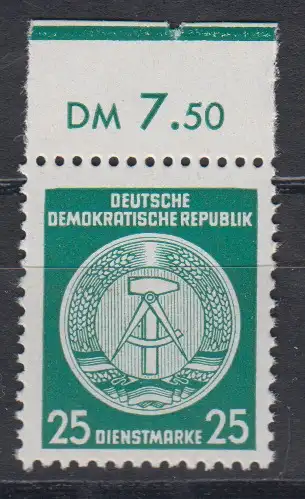 DM 7.50
DEUTSCHE
DEMOKRATISCHE REPUBLIK
25 DIENSTMARKE 25